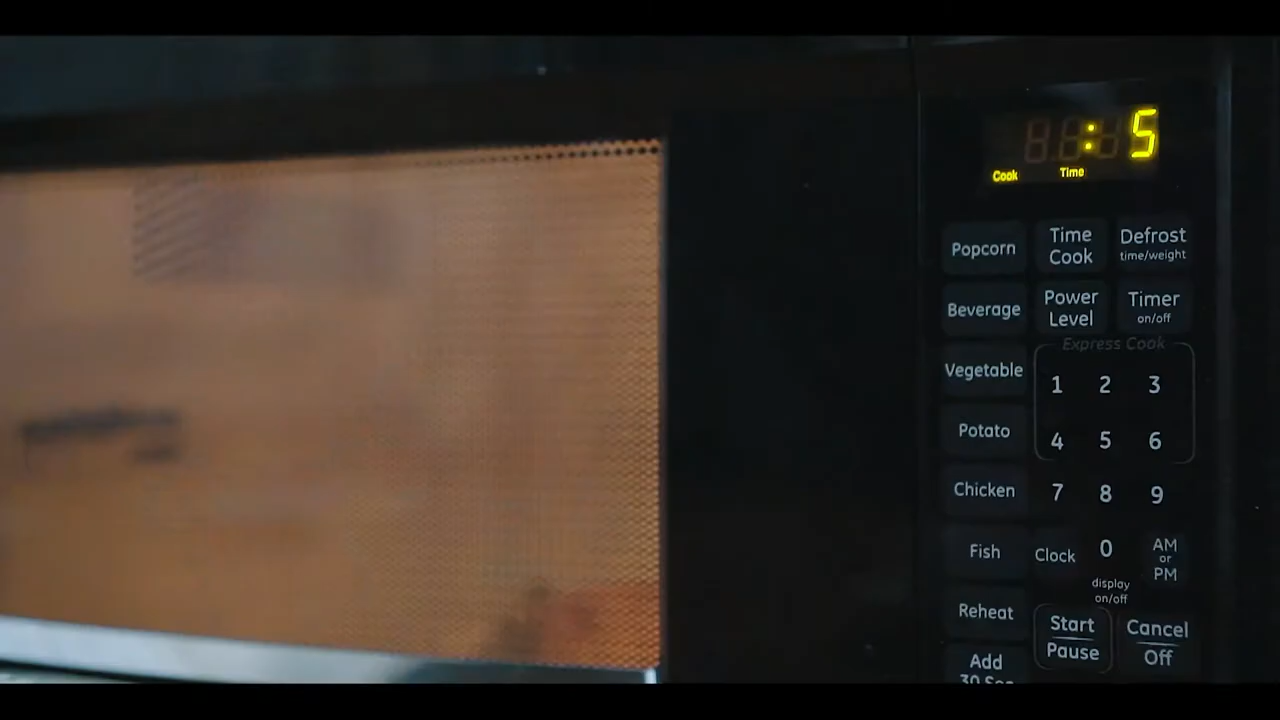 : 5
Cook Time
Popcorn
Time Cook
Defrost time/weight
Beverage
Power Level
Timer on/off
Express Cook
Vegetable
1 2 3
Potato
4 5 6
Chicken
7 8 9
Fish
Clock
0
display on/off
AM or PM
Reheat
Start Pause
Cancel Off
Add
30 Sec